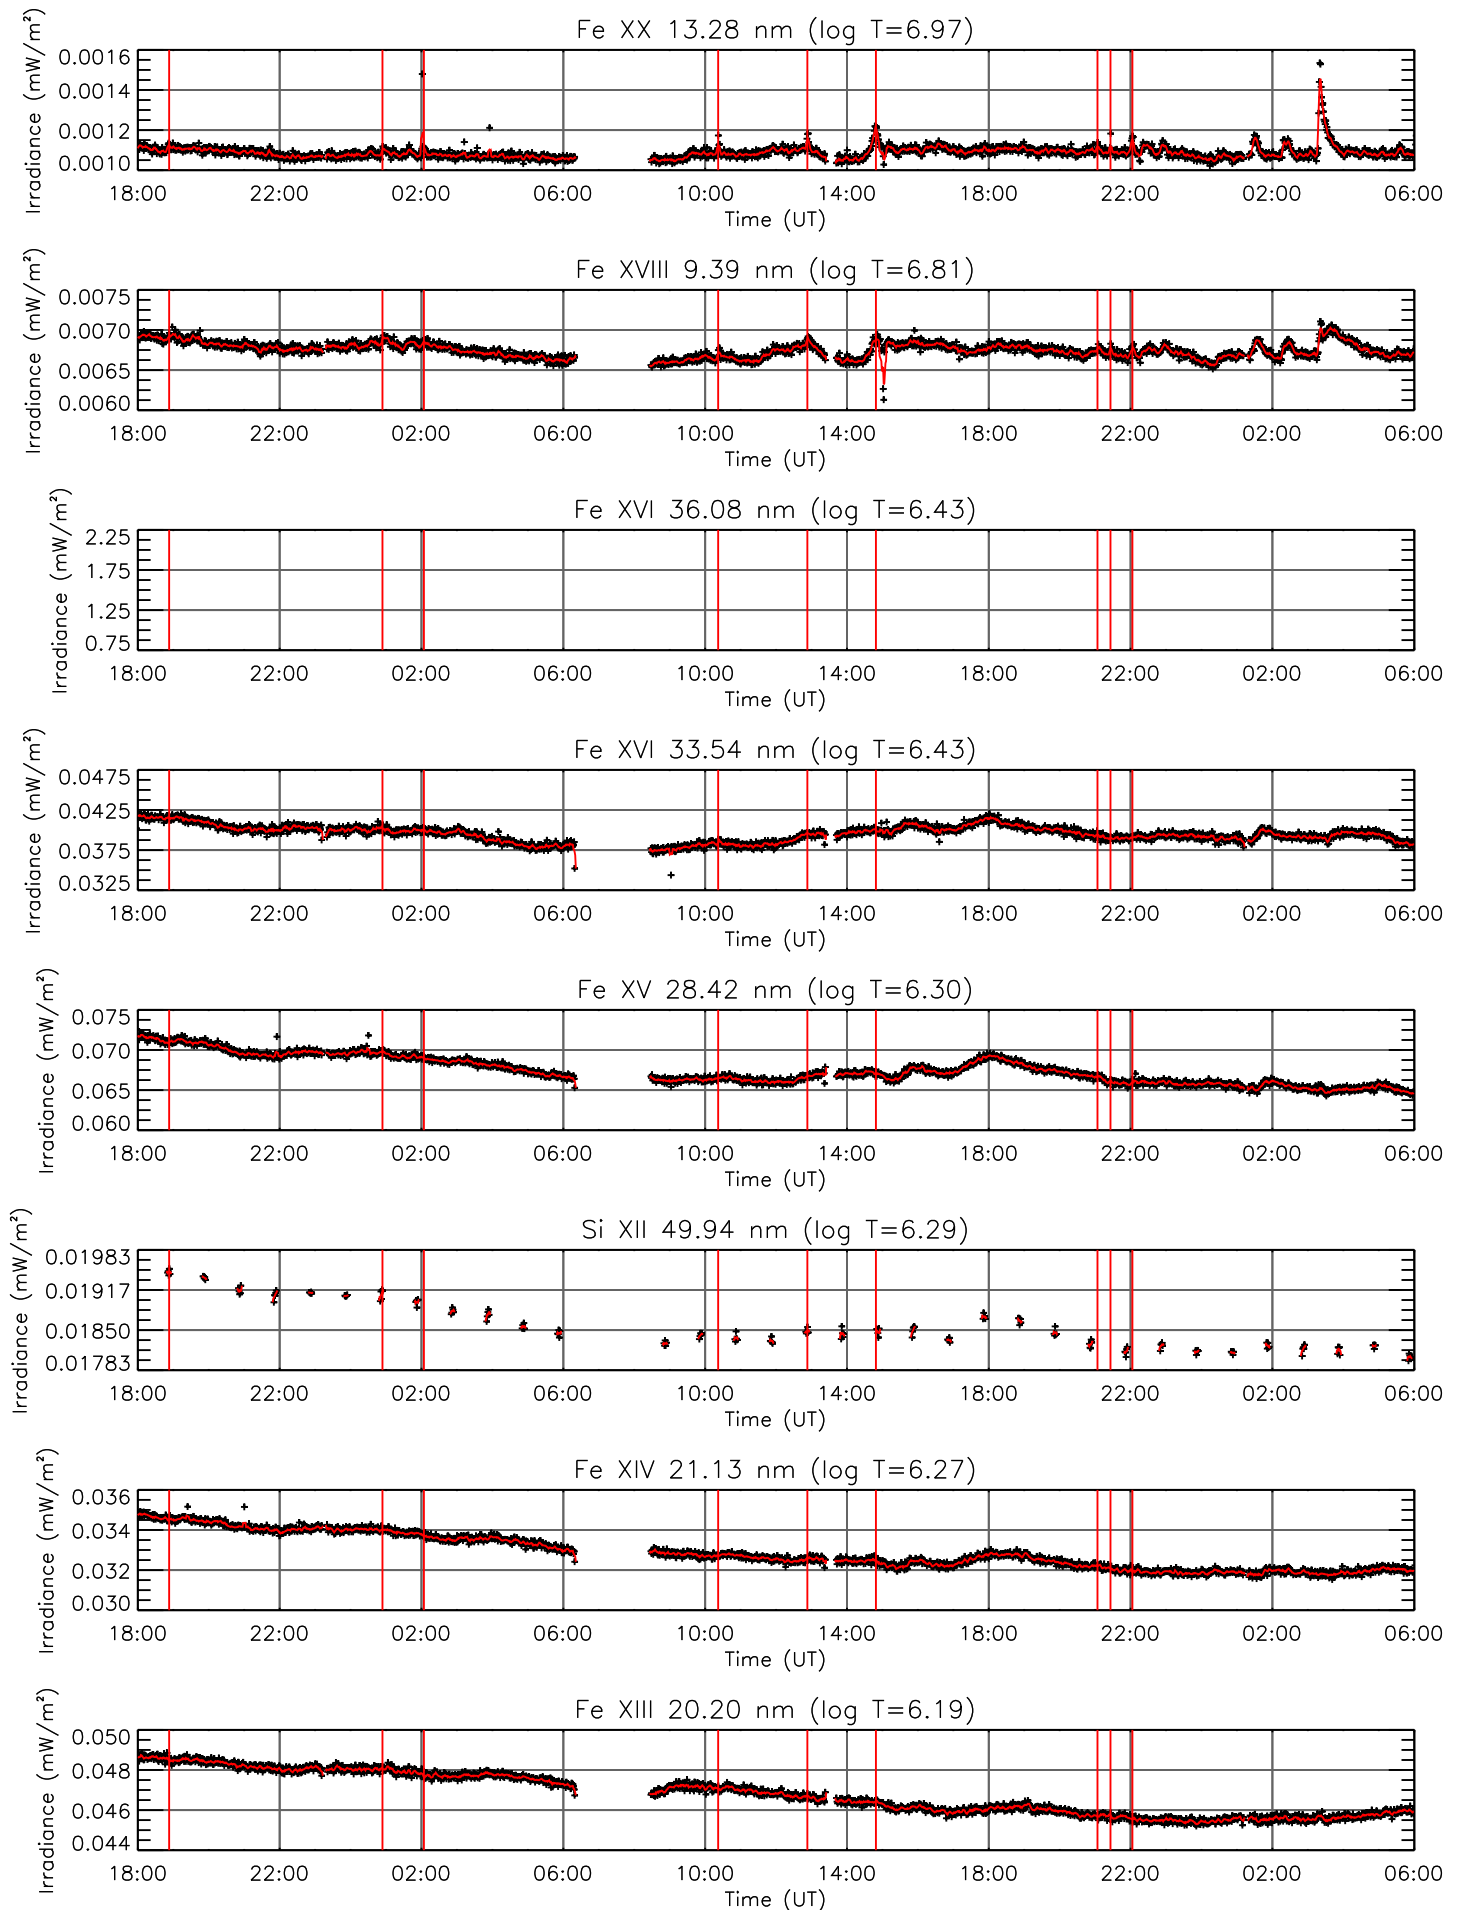 Fe XX 13.28 nm (log T=6.97)
Irradiance (mW/m²)
0.0016
0.0014
0.0012
0.0010
18:00 22:00 02:00 06:00 10:00 14:00 18:00 22:00 02:00 06:00
Time (UT)
Fe XVIII 9.39 nm (log T=6.81)
Irradiance (mW/m²)
0.0075
0.0070
0.0065
0.0060
18:00 22:00 02:00 06:00 10:00 14:00 18:00 22:00 02:00 06:00
Time (UT)
Fe XVI 36.08 nm (log T=6.43)
Irradiance (mW/m²)
2.25
1.75
1.25
0.75
18:00 22:00 02:00 06:00 10:00 14:00 18:00 22:00 02:00 06:00
Time (UT)
Fe XVI 33.54 nm (log T=6.43)
Irradiance (mW/m²)
0.0475
0.0425
0.0375
0.0325
18:00 22:00 02:00 06:00 10:00 14:00 18:00 22:00 02:00 06:00
Time (UT)
Fe XV 28.42 nm (log T=6.30)
Irradiance (mW/m²)
0.075
0.070
0.065
0.060
18:00 22:00 02:00 06:00 10:00 14:00 18:00 22:00 02:00 06:00
Time (UT)
Si XII 49.94 nm (log T=6.29)
Irradiance (mW/m²)
0.01983
0.01917
0.01850
0.01783
18:00 22:00 02:00 06:00 10:00 14:00 18:00 22:00 02:00 06:00
Time (UT)
Fe XIV 21.13 nm (log T=6.27)
Irradiance (mW/m²)
0.036
0.034
0.032
0.030
18:00 22:00 02:00 06:00 10:00 14:00 18:00 22:00 02:00 06:00
Time (UT)
Fe XIII 20.20 nm (log T=6.19)
Irradiance (mW/m²)
0.050
0.048
0.046
0.044
18:00 22:00 02:00 06:00 10:00 14:00 18:00 22:00 02:00 06:00
Time (UT)